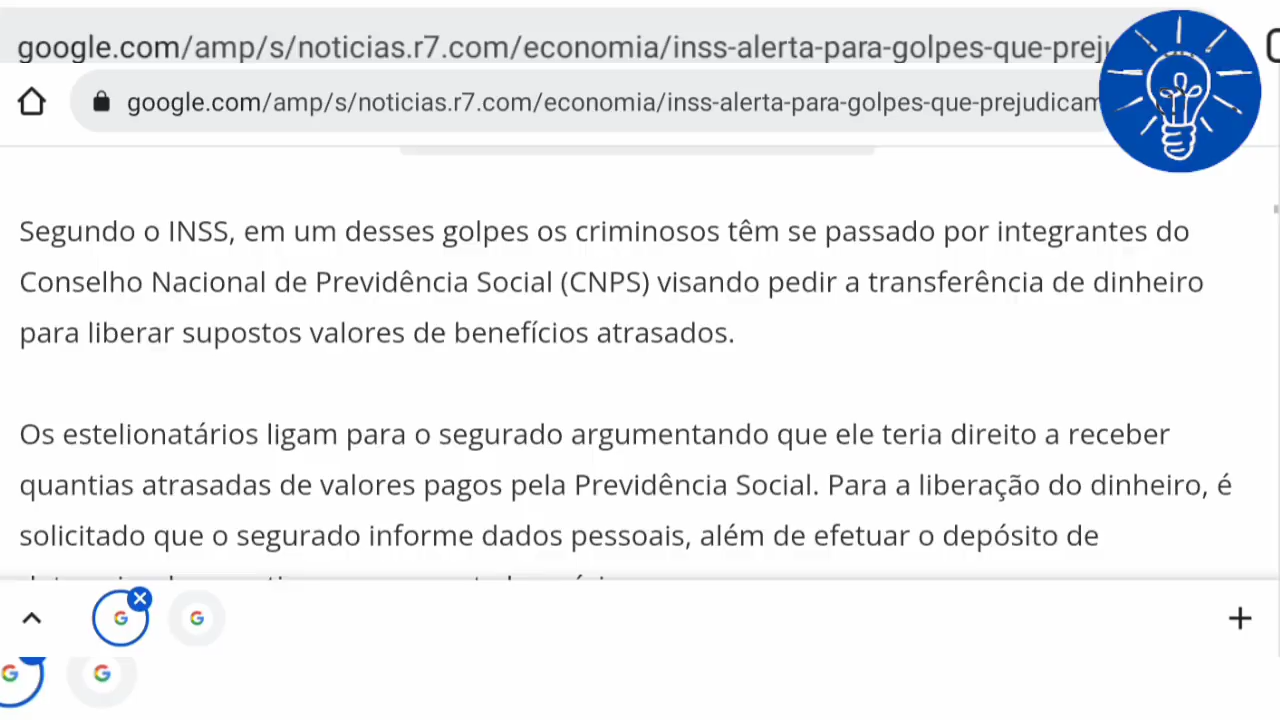 google.com/amp/s/noticias.r7.com/economia/inss-alerta-para-golpes-que-prej
google.com/amp/s/noticias.r7.com/economia/inss-alerta-para-golpes-que-prejudicam
Segundo o INSS, em um desses golpes os criminosos têm se passado por integrantes do
Conselho Nacional de Previdência Social (CNPS) visando pedir a transferência de dinheiro
para liberar supostos valores de benefícios atrasados.
Os estelionatários ligam para o segurado argumentando que ele teria direito a receber
quantias atrasadas de valores pagos pela Previdência Social. Para a liberação do dinheiro, é
solicitado que o segurado informe dados pessoais, além de efetuar o depósito de